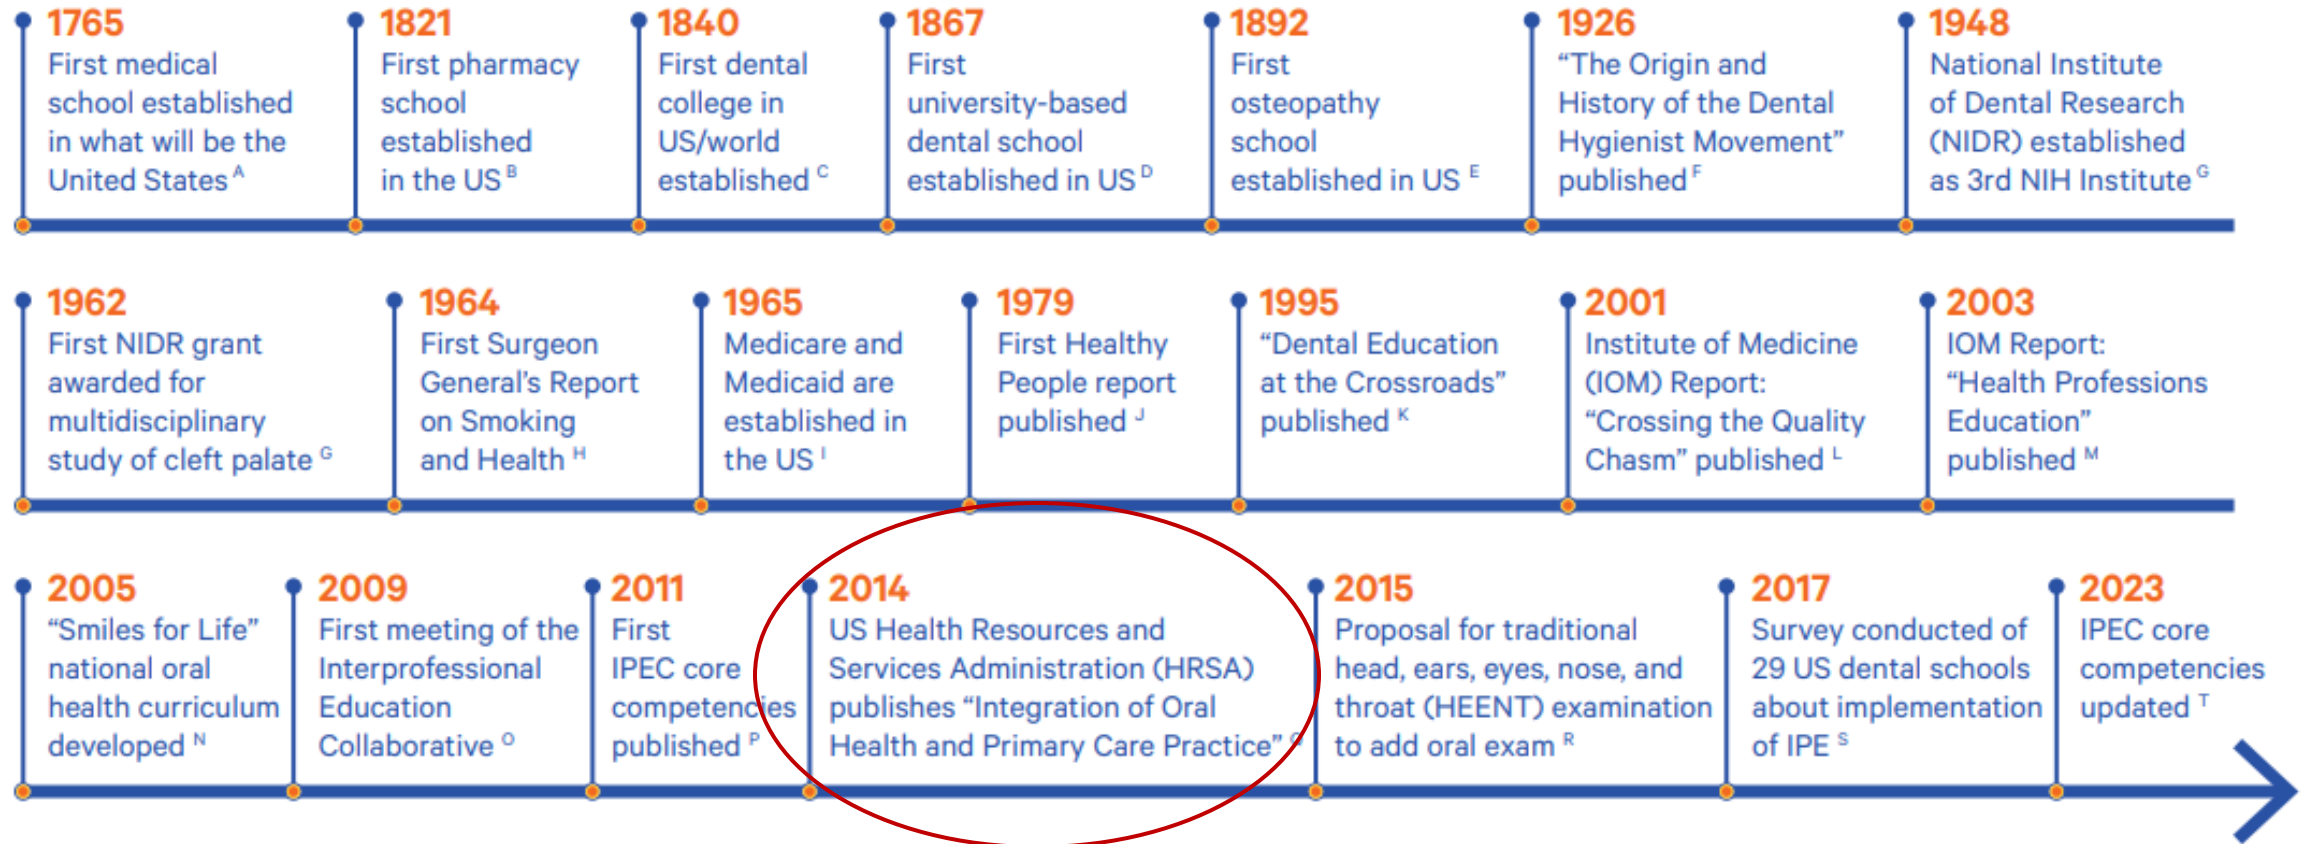 1765
First medical
school established
in what will be the
United States A
1821
First pharmacy
school
established
in the US B
1840
First dental
college in
US/world
established C
1867
First
university-based
dental school
established in US D
1892
First
osteopathy
school
established in US E
1926
“The Origin and
History of the Dental
Hygienist Movement”
published F
1948
National Institute
of Dental Research
(NIDR) established
as 3rd NIH Institute G
1962
First NIDR grant
awarded for
multidisciplinary
study of cleft palate G
1964
First Surgeon
General’s Report
on Smoking
and Health H
1965
Medicare and
Medicaid are
established in
the US I
1979
First Healthy
People report
published J
1995
“Dental Education
at the Crossroads”
published K
2001
Institute of Medicine
(IOM) Report:
“Crossing the Quality
Chasm” published L
2003
IOM Report:
“Health Professions
Education”
published M
2005
“Smiles for Life”
national oral
health curriculum
developed N
2009
First meeting of the
Interprofessional
Education
Collaborative O
2011
First
IPEC core
competencies
published P
2014
US Health Resources and
Services Administration (HRSA)
publishes “Integration of Oral
Health and Primary Care Practice” Q
2015
Proposal for traditional
head, ears, eyes, nose, and
throat (HEENT) examination
to add oral exam R
2017
Survey conducted of
29 US dental schools
about implementation
of IPE S
2023
IPEC core
competencies
updated T